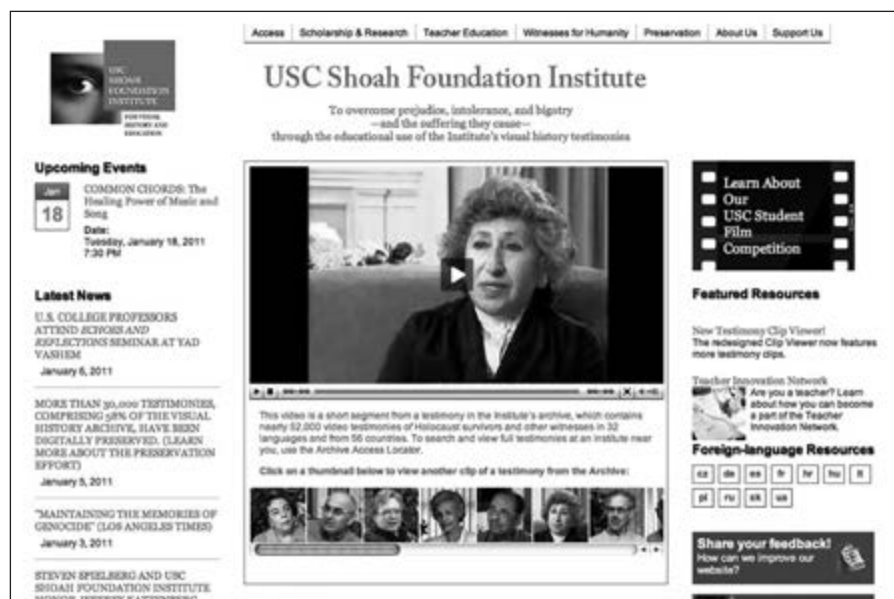 Access Scholarship & Research Teacher Education Witnesses for Humanity Preservation About Us Support Us
USC
SHOAH
FOUNDATION
INSTITUTE
FOR VISUAL
HISTORY AND
EDUCATION
USC Shoah Foundation Institute
To overcome prejudice, intolerance, and bigotry
—and the suffering they cause—
through the educational use of the Institute's visual history testimonies
Upcoming Events
Jan
18
COMMON CHORDS: The
Healing Power of Music and
Song
Date:
Tuesday, January 18, 2011
7:30 PM
Latest News
U.S. COLLEGE PROFESSORS
ATTEND ECHOES AND
REFLECTIONS SEMINAR AT YAD
VASHEM
January 6, 2011
MORE THAN 30,000 TESTIMONIES,
COMPRISING 58% OF THE VISUAL
HISTORY ARCHIVE, HAVE BEEN
DIGITALLY PRESERVED. (LEARN
MORE ABOUT THE PRESERVATION
EFFORT)
January 5, 2011
"MAINTAINING THE MEMORIES OF
GENOCIDE" (LOS ANGELES TIMES)
January 3, 2011
STEVEN SPIELBERG AND USC
SHOAH FOUNDATION INSTITUTE
This video is a short segment from a testimony in the Institute's archive, which contains
nearly 52,000 video testimonies of Holocaust survivors and other witnesses in 32
languages and from 56 countries. To search and view full testimonies at an institute near
you, use the Archive Access Locator.
Click on a thumbnail below to view another clip of a testimony from the Archive:
Learn About
Our
USC Student
Film
Competition
Featured Resources
New Testimony Clip Viewer!
The redesigned Clip Viewer now features
more testimony clips.
Teacher Innovation Network
Are you a teacher? Learn
about how you can become
a part of the Teacher
Innovation Network.
Foreign-language Resources
cz de es fr hr hu it
pl ru sk ua
Share your feedback!
How can we improve our
website?